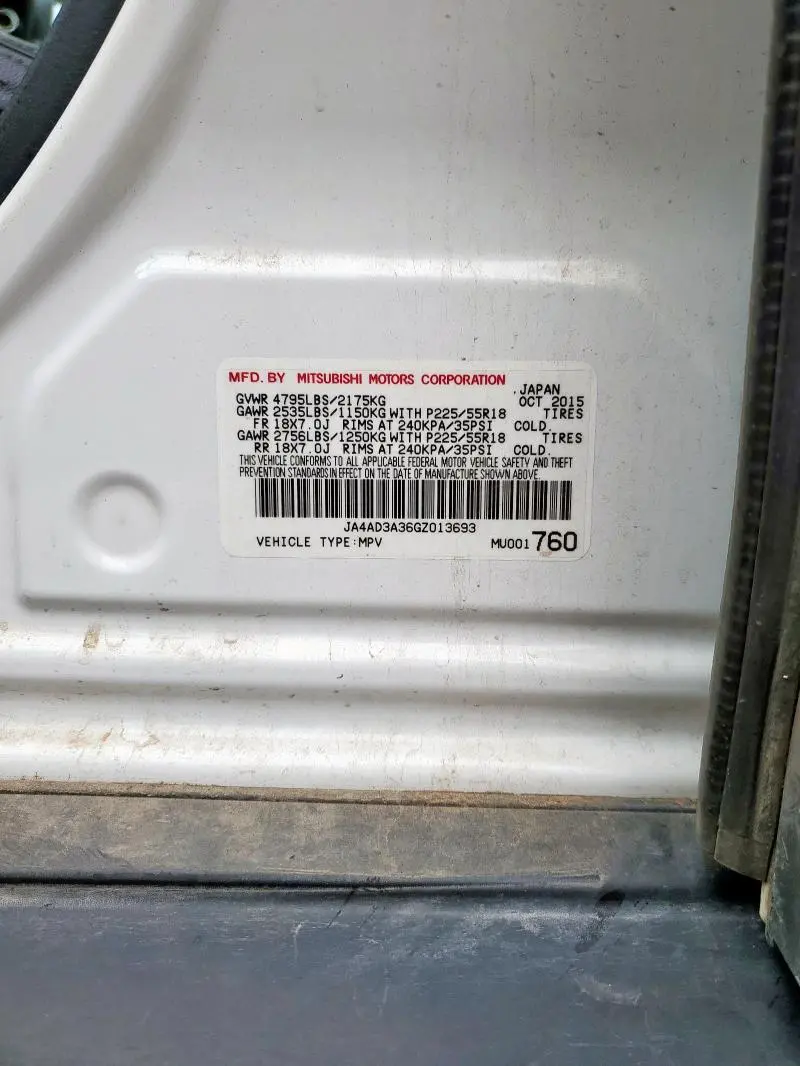 MFD. BY MITSUBISHI MOTORS CORPORATION , JAPAN
GVWR 4795LBS/2175KG OCT 2015
GAWR 2535LBS/1150KG WITH P225/55R18 TIRES
FR 18X7.0J RIMS AT 240KPA/35PSI COLD.
GAWR 2756LBS/1250KG WITH P225/55R18 TIRES
RR 18X7.0J RIMS AT 240KPA/35PSI COLD.
THIS VEHICLE CONFORMS TO ALL APPLICABLE FEDERAL MOTOR VEHICLE SAFETY AND THEFT
PREVENTION STANDARDS IN EFFECT ON THE DATE OF MANUFACTURE SHOWN ABOVE.
JA4AD3A36GZ013693
VEHICLE TYPE:MPV MU001 760